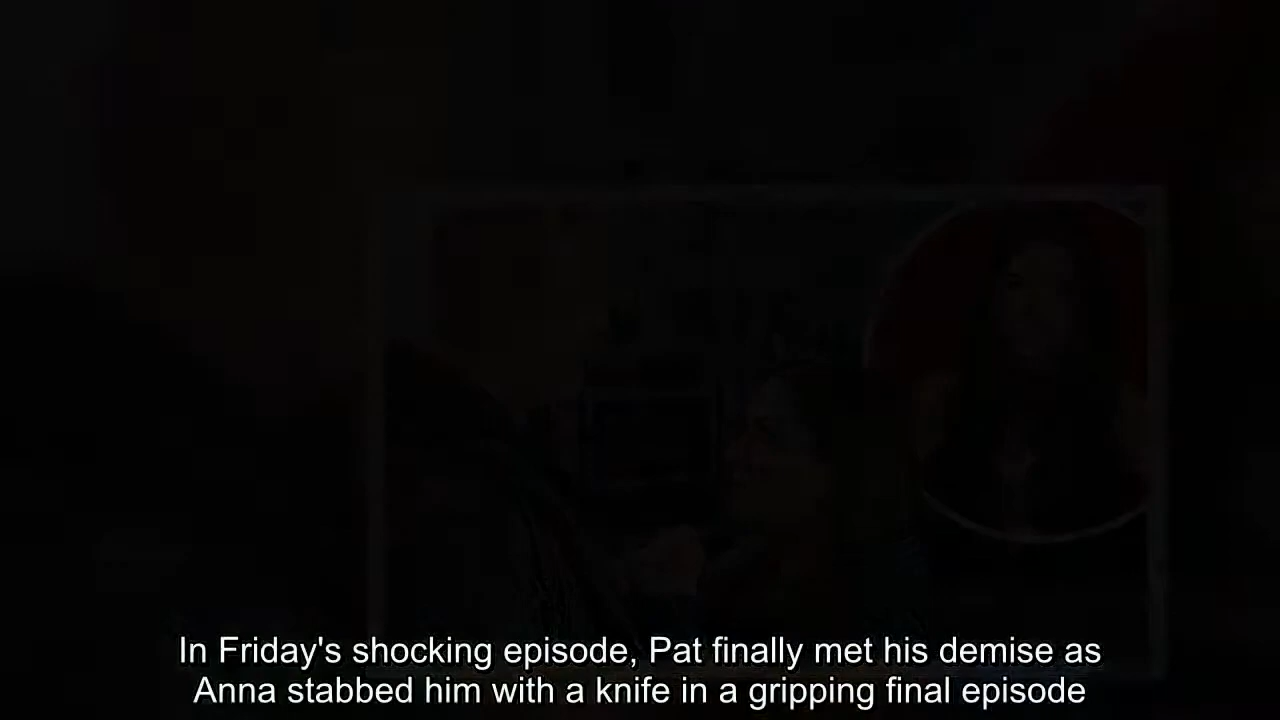 In Friday's shocking episode, Pat finally met his demise as
Anna stabbed him with a knife in a gripping final episode